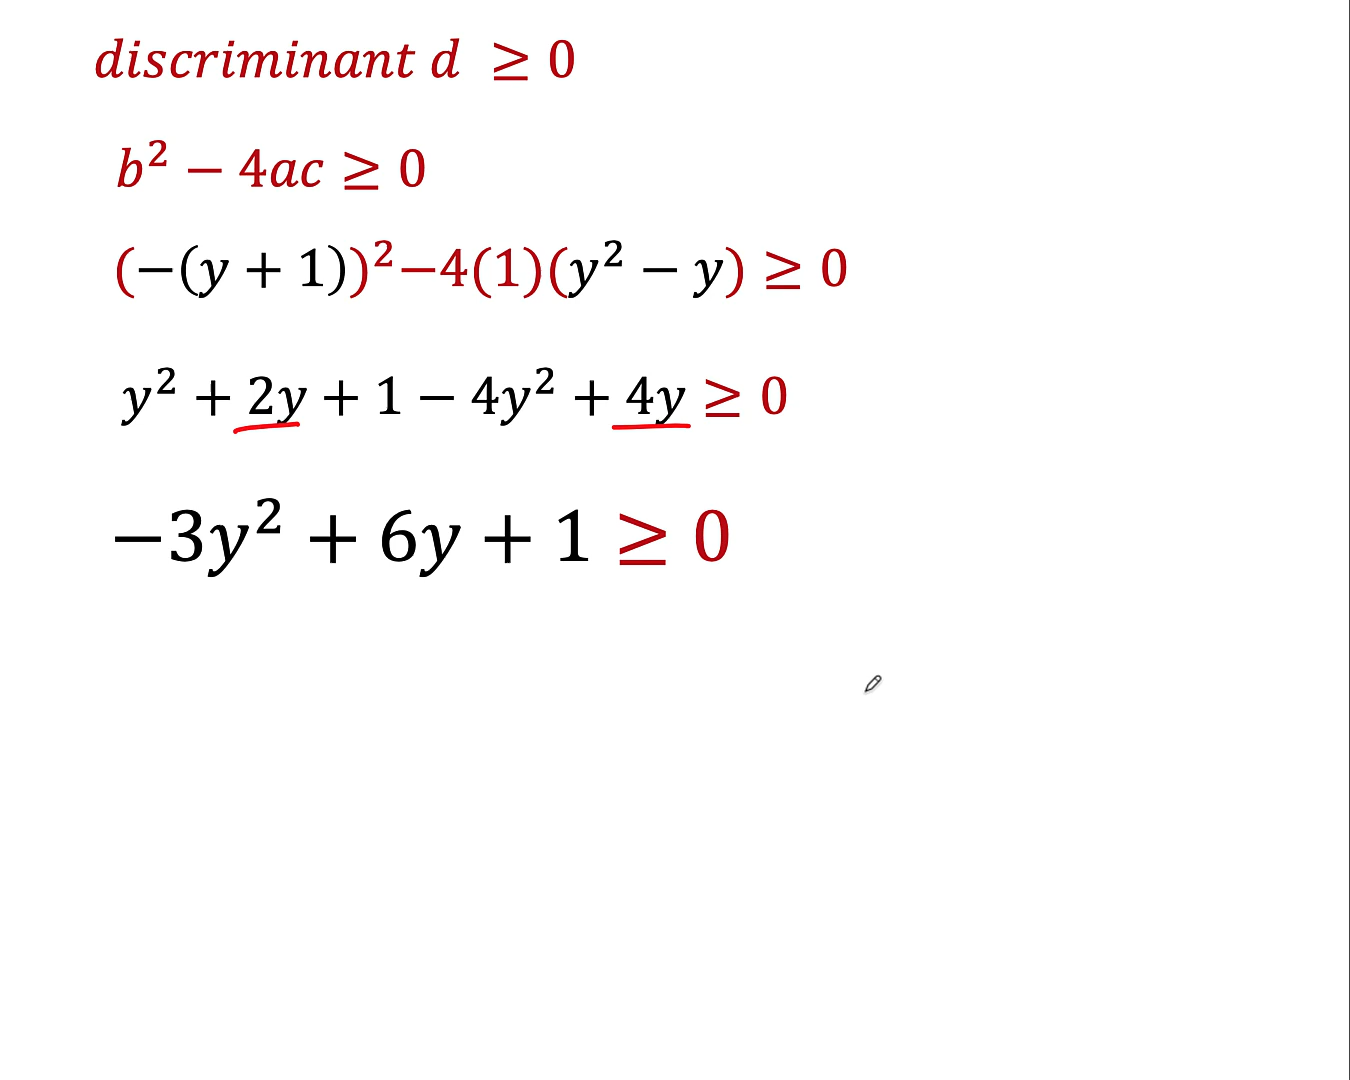 discriminant d ≥ 0
b² − 4ac ≥ 0
(−(y + 1))²−4(1)(y² − y) ≥ 0
y² + 2y + 1 − 4y² + 4y ≥ 0
−3y² + 6y + 1 ≥ 0